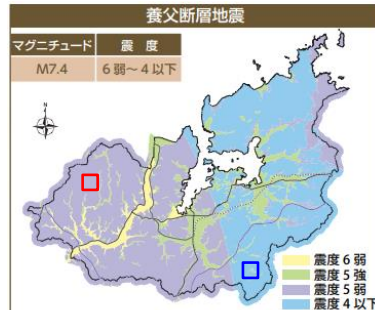 養父断層地震
マグニチュード 震度
M7.4 6弱～4以下
N
震度6弱
震度5強
震度5弱
震度4以下